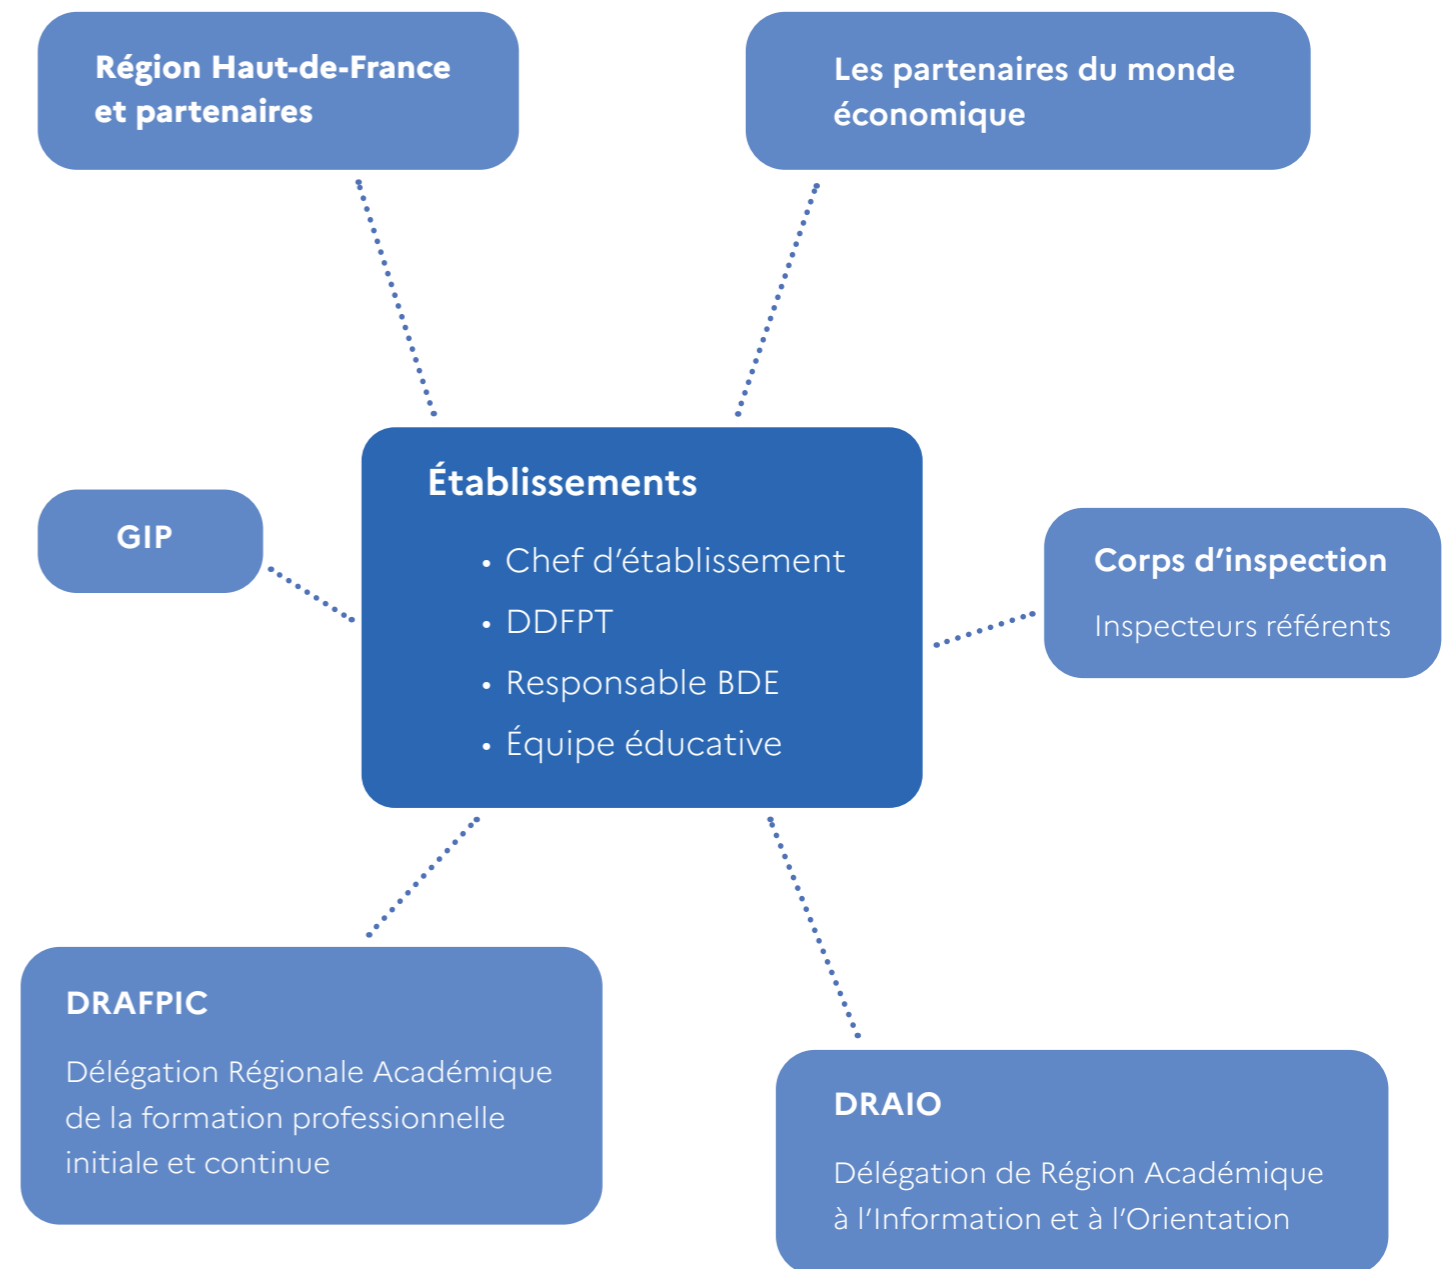 Région Haut-de-France
et partenaires
Les partenaires du monde
économique
Établissements
• Chef d’établissement
• DDFPT
• Responsable BDE
• Équipe éducative
GIP
Corps d’inspection
Inspecteurs référents
DRAFPIC
Délégation Régionale Académique
de la formation professionnelle
initiale et continue
DRAIO
Délégation de Région Académique
à l’Information et à l’Orientation